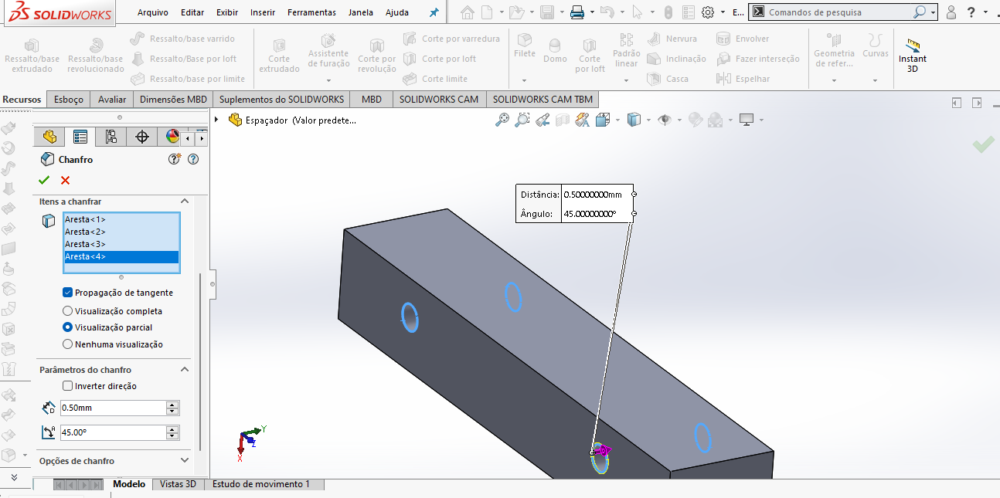 SOLIDWORKS
Arquivo Editar Exibir Inserir Ferramentas Janela Ajuda
E...
Comandos de pesquisa
Ressalto/base extrudado
Ressalto/base revolucionado
Ressalto/base varrido
Ressalto/Base por loft
Ressalto/base por limite
Corte extrudado
Assistente de furação
Corte por revolução
Corte por varredura
Corte por loft
Corte limite
Filete
Domo
Corte por loft
Padrão linear
Nervura
Inclinação
Casca
Envolver
Fazer interseção
Espelhar
Geometria de refer...
Curvas
Instant 3D
Recursos Esboço Avaliar Dimensões MBD Suplementos do SOLIDWORKS MBD SOLIDWORKS CAM SOLIDWORKS CAM TBM
Espaçador (Valor predete...
Chanfro
Itens a chanfrar
Aresta<1>
Aresta<2>
Aresta<3>
Aresta<4>
Propagação de tangente
Visualização completa
Visualização parcial
Nenhuma visualização
Parâmetros do chanfro
Inverter direção
D
0.50mm
A
45.00°
Opções de chanfro
Distância: 0.50000000mm
Ângulo: 45.00000000°
Y
Z
X
Modelo Vistas 3D Estudo de movimento 1